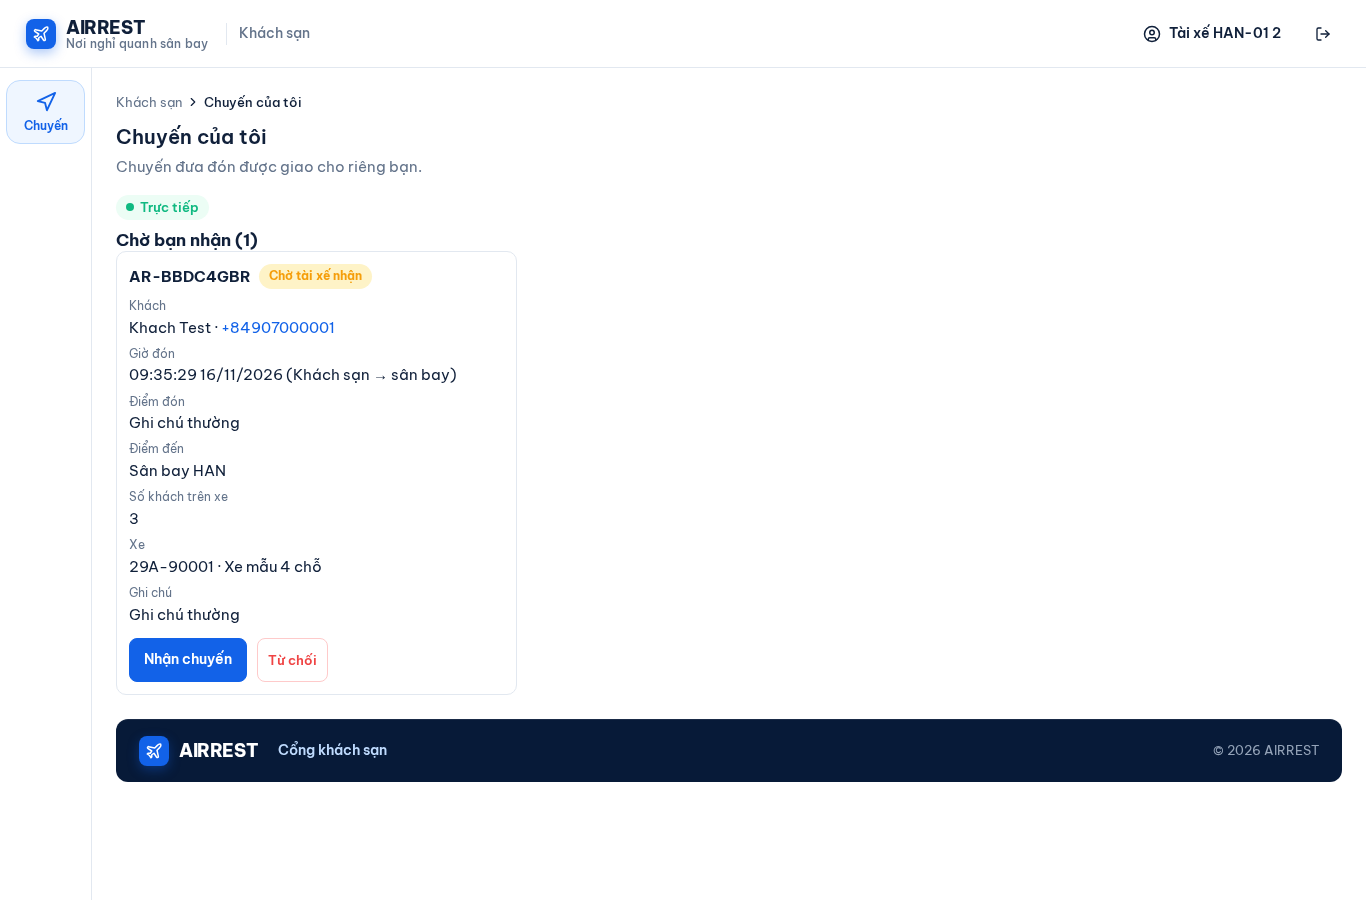 AIRREST
Nơi nghỉ quanh sân bay
Khách sạn
Tài xế HAN-01 2
Chuyến
Khách sạn > Chuyến của tôi
Chuyến của tôi
Chuyến đưa đón được giao cho riêng bạn.
Trực tiếp
Chờ bạn nhận (1)
AR-BBDC4GBR Chờ tài xế nhận
Khách
Khach Test · +84907000001
Giờ đón
09:35:29 16/11/2026 (Khách sạn → sân bay)
Điểm đón
Ghi chú thường
Điểm đến
Sân bay HAN
Số khách trên xe
3
Xe
29A-90001 · Xe mẫu 4 chỗ
Ghi chú
Ghi chú thường
Nhận chuyến Từ chối
AIRREST Cổng khách sạn © 2026 AIRREST